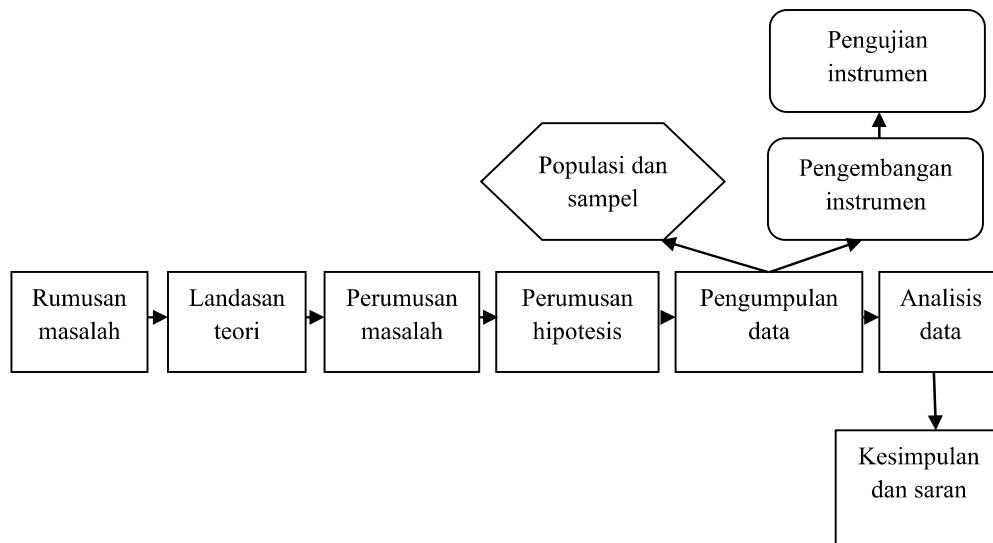 Pengujian
instrumen
Populasi dan
sampel
Pengembangan
instrumen
Rumusan
masalah
Landasan
teori
Perumusan
masalah
Perumusan
hipotesis
Pengumpulan
data
Analisis
data
Kesimpulan
dan saran